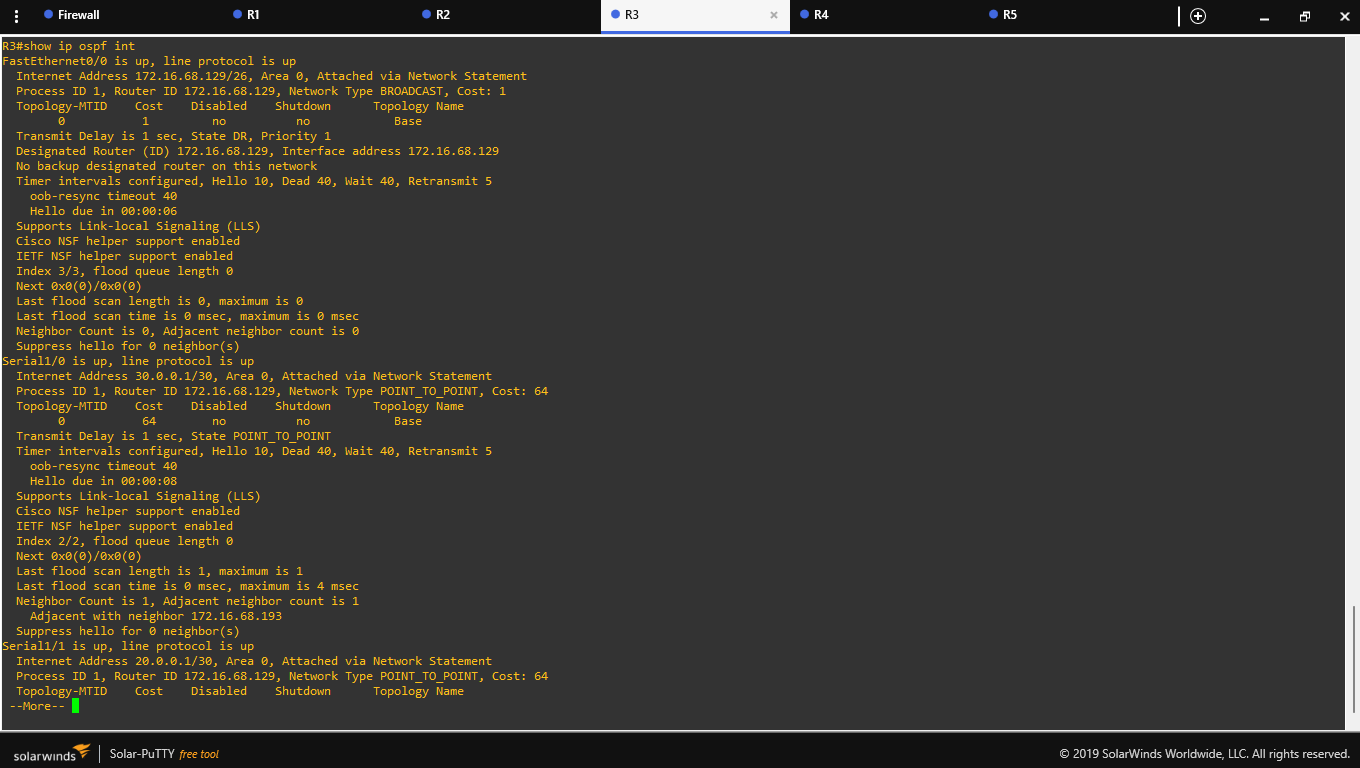 Firewall R1 R2 R3 × R4 R5
R3#show ip ospf int
FastEthernet0/0 is up, line protocol is up
  Internet Address 172.16.68.129/26, Area 0, Attached via Network Statement
  Process ID 1, Router ID 172.16.68.129, Network Type BROADCAST, Cost: 1
  Topology-MTID    Cost    Disabled    Shutdown      Topology Name
        0           1         no          no            Base
  Transmit Delay is 1 sec, State DR, Priority 1
  Designated Router (ID) 172.16.68.129, Interface address 172.16.68.129
  No backup designated router on this network
  Timer intervals configured, Hello 10, Dead 40, Wait 40, Retransmit 5
    oob-resync timeout 40
    Hello due in 00:00:06
  Supports Link-local Signaling (LLS)
  Cisco NSF helper support enabled
  IETF NSF helper support enabled
  Index 3/3, flood queue length 0
  Next 0x0(0)/0x0(0)
  Last flood scan length is 0, maximum is 0
  Last flood scan time is 0 msec, maximum is 0 msec
  Neighbor Count is 0, Adjacent neighbor count is 0
  Suppress hello for 0 neighbor(s)
Serial1/0 is up, line protocol is up
  Internet Address 30.0.0.1/30, Area 0, Attached via Network Statement
  Process ID 1, Router ID 172.16.68.129, Network Type POINT_TO_POINT, Cost: 64
  Topology-MTID    Cost    Disabled    Shutdown      Topology Name
        0           64        no          no            Base
  Transmit Delay is 1 sec, State POINT_TO_POINT
  Timer intervals configured, Hello 10, Dead 40, Wait 40, Retransmit 5
    oob-resync timeout 40
    Hello due in 00:00:08
  Supports Link-local Signaling (LLS)
  Cisco NSF helper support enabled
  IETF NSF helper support enabled
  Index 2/2, flood queue length 0
  Next 0x0(0)/0x0(0)
  Last flood scan length is 1, maximum is 1
  Last flood scan time is 0 msec, maximum is 4 msec
  Neighbor Count is 1, Adjacent neighbor count is 1
    Adjacent with neighbor 172.16.68.193
  Suppress hello for 0 neighbor(s)
Serial1/1 is up, line protocol is up
  Internet Address 20.0.0.1/30, Area 0, Attached via Network Statement
  Process ID 1, Router ID 172.16.68.129, Network Type POINT_TO_POINT, Cost: 64
  Topology-MTID    Cost    Disabled    Shutdown      Topology Name
 --More--
solarwinds | Solar-PuTTY free tool © 2019 SolarWinds Worldwide, LLC. All rights reserved.